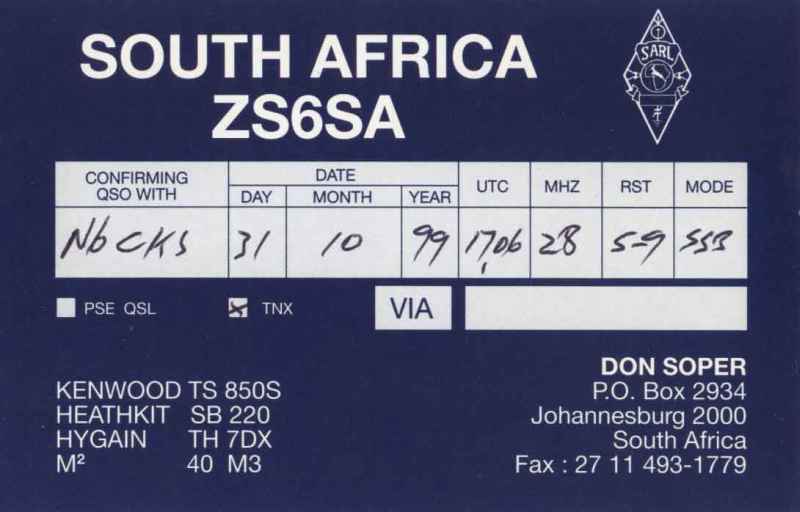 SOUTH AFRICA
ZS6SA
SARL
CONFIRMING QSO WITH DATE UTC MHZ RST MODE
DAY MONTH YEAR
N6CKS 31 10 99 17,06 28 5-9 SSB
PSE QSL TNX VIA
DON SOPER
KENWOOD TS 850S P.O. Box 2934
HEATHKIT SB 220 Johannesburg 2000
HYGAIN TH 7DX South Africa
M² 40 M3 Fax : 27 11 493-1779